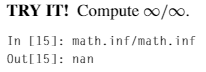 TRY IT! Compute ∞/∞.
In [15]: math.inf/math.inf
Out[15]: nan